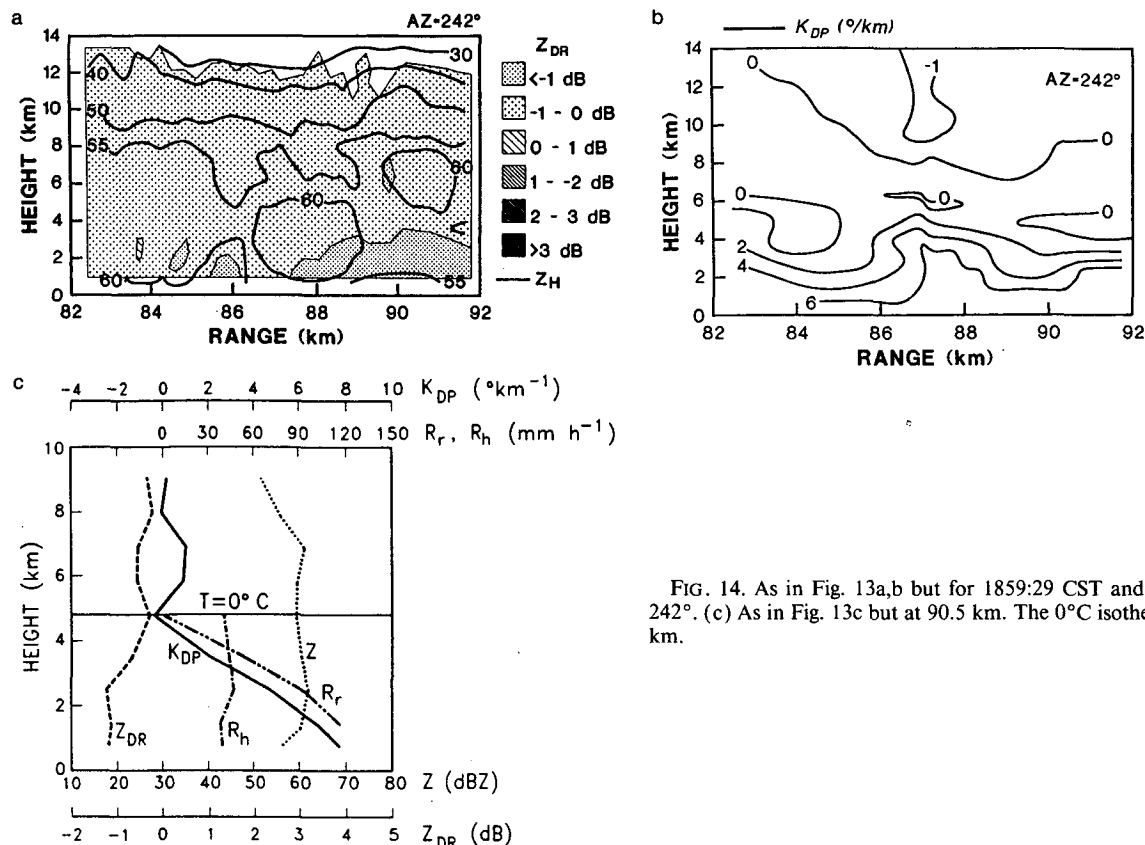 a
AZ=242°
14
12
10
8
6
4
2
0
HEIGHT (km)
30
40
50
55
60
60
60
55
<
82 84 86 88 90 92
RANGE (km)
Z_DR
<-1 dB
-1 - 0 dB
0 - 1 dB
1 - -2 dB
2 - 3 dB
>3 dB
Z_H
b
K_DP (°/km)
AZ=242°
14
12
10
8
6
4
2
0
HEIGHT (km)
0
-1
0
0
0
0
2
4
6
82 84 86 88 90 92
RANGE (km)
c
-4 -2 0 2 4 6 8 10 K_DP (°km⁻¹)
0 30 60 90 120 150 R_r, R_h (mm h⁻¹)
10
8
6
4
2
0
HEIGHT (km)
T=0° C
K_DP
Z
R_r
Z_DR
R_h
10 20 30 40 50 60 70 80 Z (dBZ)
-2 -1 0 1 2 3 4 5 Z_DR (dB)
FIG. 14. As in Fig. 13a,b but for 1859:29 CST and
242°. (c) As in Fig. 13c but at 90.5 km. The 0°C isothe
km.